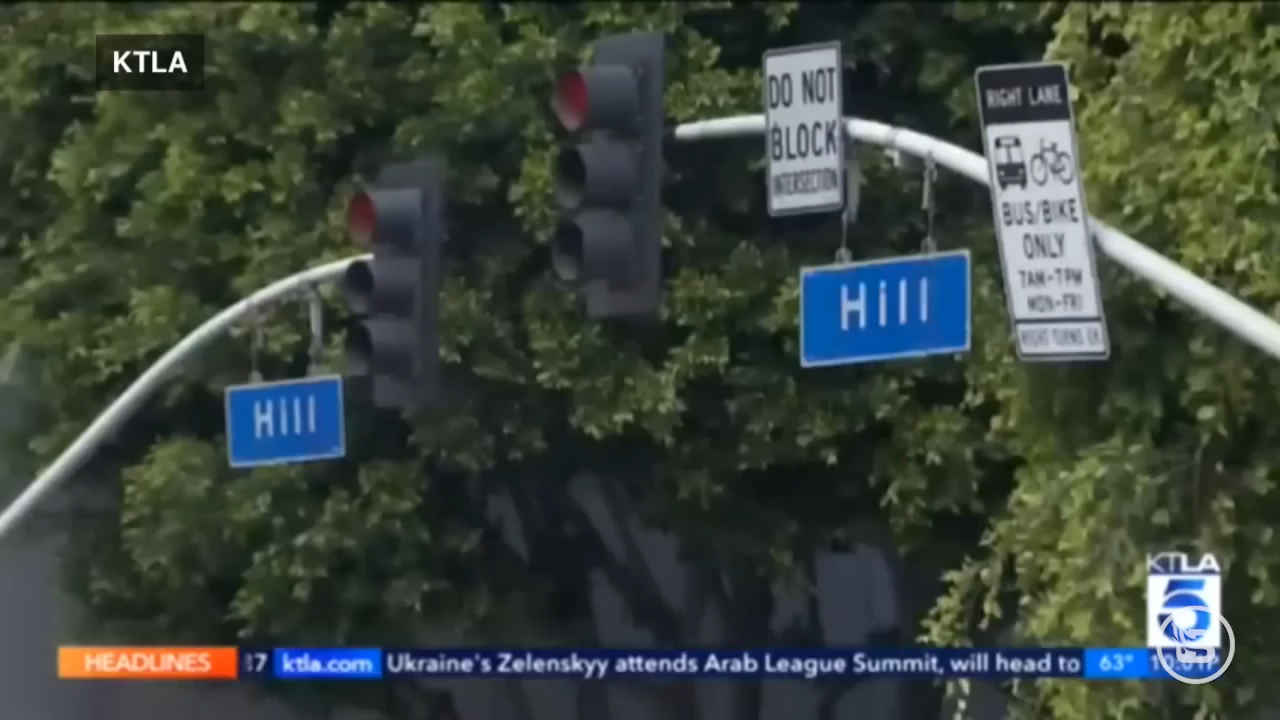 KTLA
DO NOT
BLOCK
INTERSECTION
RIGHT LANE
BUS/BIKE
ONLY
7AM-7PM
MON-FRI
RIGHT TURNS OK
Hill
Hill
KTLA
5
HEADLINES
ktla.com
Ukraine's Zelenskyy attends Arab League Summit, will head to
63°